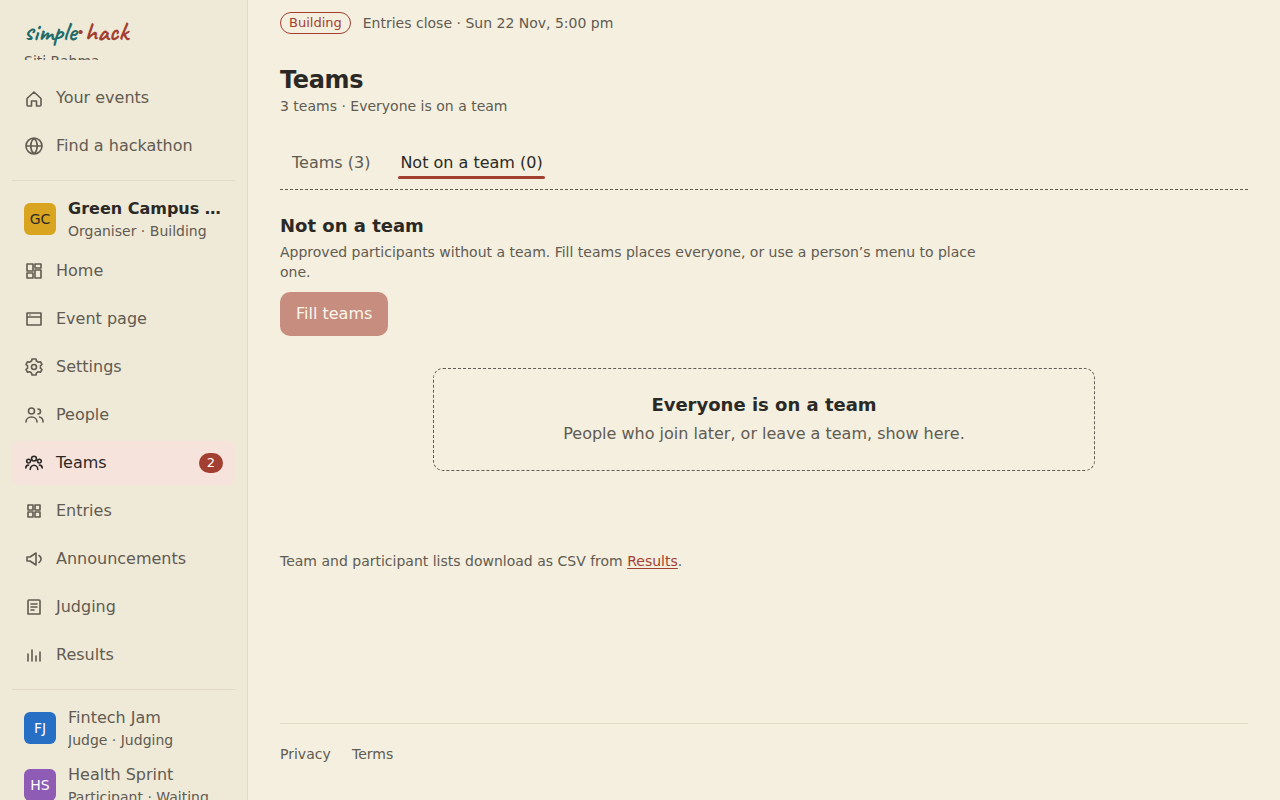 simple·hack
Siti Rahma
Your events
Find a hackathon
GC
Green Campus …
Organiser · Building
Home
Event page
Settings
People
Teams
2
Entries
Announcements
Judging
Results
FJ
Fintech Jam
Judge · Judging
HS
Health Sprint
Participant · Waiting
Building
Entries close · Sun 22 Nov, 5:00 pm
Teams
3 teams · Everyone is on a team
Teams (3)
Not on a team (0)
Not on a team
Approved participants without a team. Fill teams places everyone, or use a person’s menu to place
one.
Fill teams
Everyone is on a team
People who join later, or leave a team, show here.
Team and participant lists download as CSV from Results.
Privacy
Terms